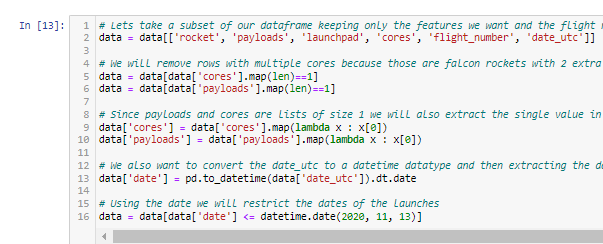 In [13]:
1 # Lets take a subset of our dataframe keeping only the features we want and the flight
2 data = data[['rocket', 'payloads', 'launchpad', 'cores', 'flight_number', 'date_utc']]
3
4 # We will remove rows with multiple cores because those are falcon rockets with 2 extra
5 data = data[data['cores'].map(len)==1]
6 data = data[data['payloads'].map(len)==1]
7
8 # Since payloads and cores are lists of size 1 we will also extract the single value in
9 data['cores'] = data['cores'].map(lambda x : x[0])
10 data['payloads'] = data['payloads'].map(lambda x : x[0])
11
12 # We also want to convert the date_utc to a datetime datatype and then extracting the
13 data['date'] = pd.to_datetime(data['date_utc']).dt.date
14
15 # Using the date we will restrict the dates of the launches
16 data = data[data['date'] <= datetime.date(2020, 11, 13)]